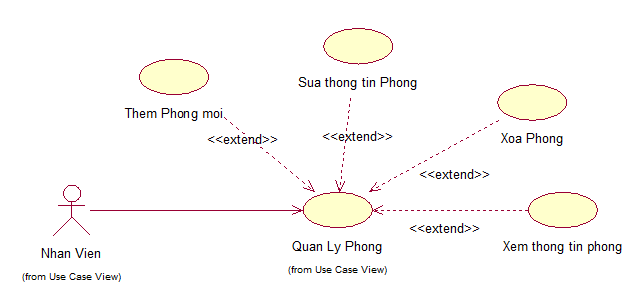 Sua thong tin Phong
Them Phong moi
<<extend>>
<<extend>>
Xoa Phong
<<extend>>
<<extend>>
Nhan Vien
(from Use Case View)
Quan Ly Phong
(from Use Case View)
Xem thong tin phong